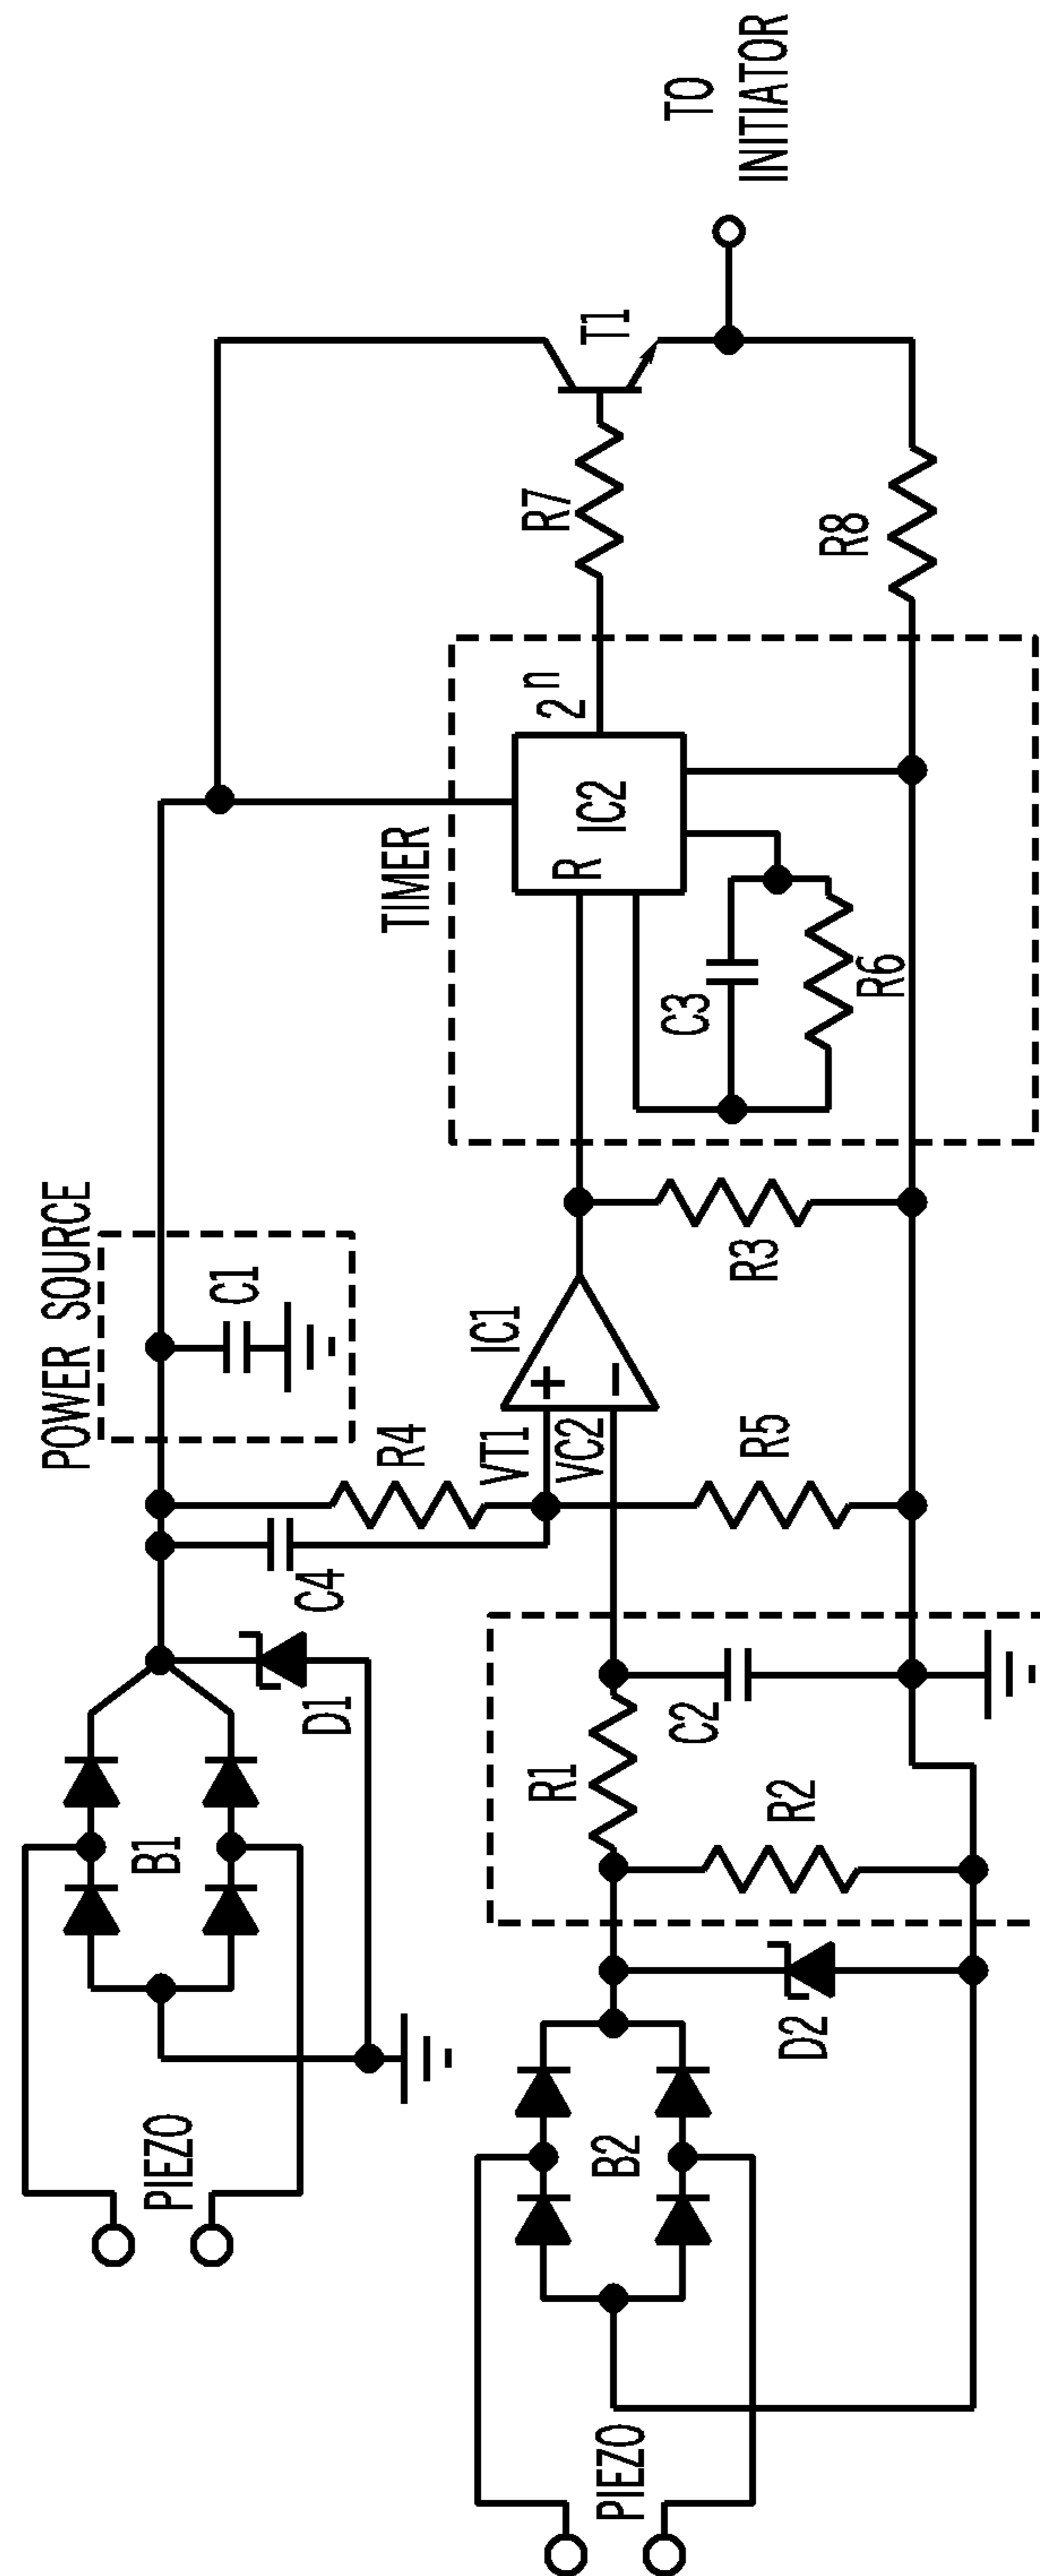 PIEZO
B1
D1
C4
R4
POWER SOURCE
C1
TIMER
PIEZO
B2
D2
R1
R2
C2
VT1
VC2
R5
IC1
+
−
R3
R
IC2
2ⁿ
C3
R6
R7
T1
R8
TO
INITIATOR